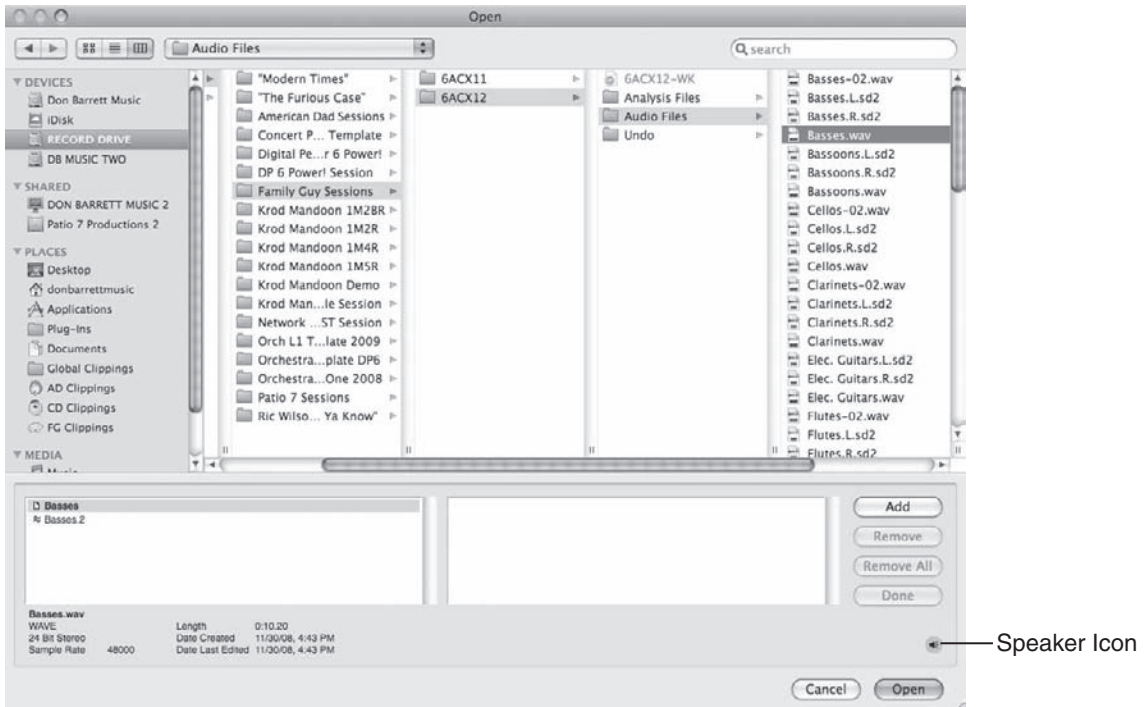 Open
Audio Files
search
DEVICES
Don Barrett Music
iDisk
RECORD DRIVE
DB MUSIC TWO
SHARED
DON BARRETT MUSIC 2
Patio 7 Productions 2
PLACES
Desktop
donbarrettmusic
Applications
Plug-Ins
Documents
Global Clippings
AD Clippings
CD Clippings
FG Clippings
MEDIA
"Modern Times"
"The Furious Case"
American Dad Sessions
Concert P... Template
Digital Pe...r 6 Power!
DP 6 Power! Session
Family Guy Sessions
Krod Mandoon 1M2BR
Krod Mandoon 1M2R
Krod Mandoon 1M4R
Krod Mandoon 1M5R
Krod Mandoon Demo
Krod Man...le Session
Network ...ST Session
Orch L1 T...late 2009
Orchestra...plate DP6
Orchestra...One 2008
Patio 7 Sessions
Ric Wilso... Ya Know"
6ACX11
6ACX12
6ACX12-WK
Analysis Files
Audio Files
Undo
Basses-02.wav
Basses.L.sd2
Basses.R.sd2
Basses.wav
Bassoons.L.sd2
Bassoons.R.sd2
Bassoons.wav
Cellos-02.wav
Cellos.L.sd2
Cellos.R.sd2
Cellos.wav
Clarinets-02.wav
Clarinets.L.sd2
Clarinets.R.sd2
Clarinets.wav
Elec. Guitars.L.sd2
Elec. Guitars.R.sd2
Elec. Guitars.wav
Flutes-02.wav
Flutes.L.sd2
Flutes.R.sd2
Basses
Basses.2
Add
Remove
Remove All
Done
Basses.wav
WAVE Length 0:10.20
24 Bit Stereo Date Created 11/30/08, 4:43 PM
Sample Rate 48000 Date Last Edited 11/30/08, 4:43 PM
Speaker Icon
Cancel
Open